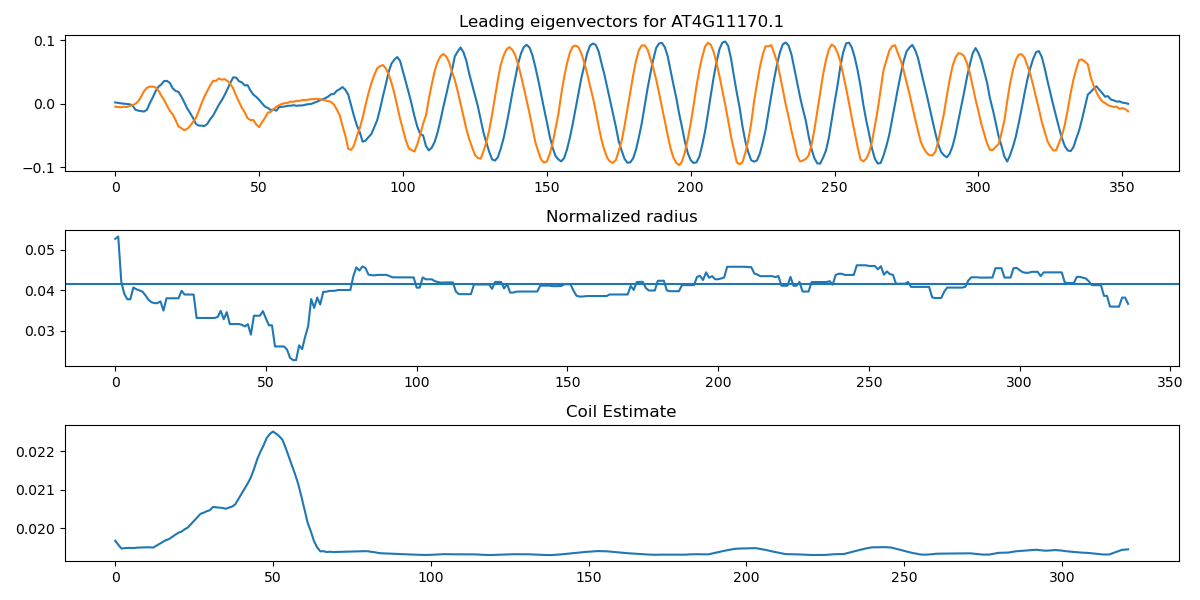 Leading eigenvectors for AT4G11170.1
0.1
0.0
−0.1
0 50 100 150 200 250 300 350
Normalized radius
0.05
0.04
0.03
0 50 100 150 200 250 300 350
Coil Estimate
0.022
0.021
0.020
0 50 100 150 200 250 300